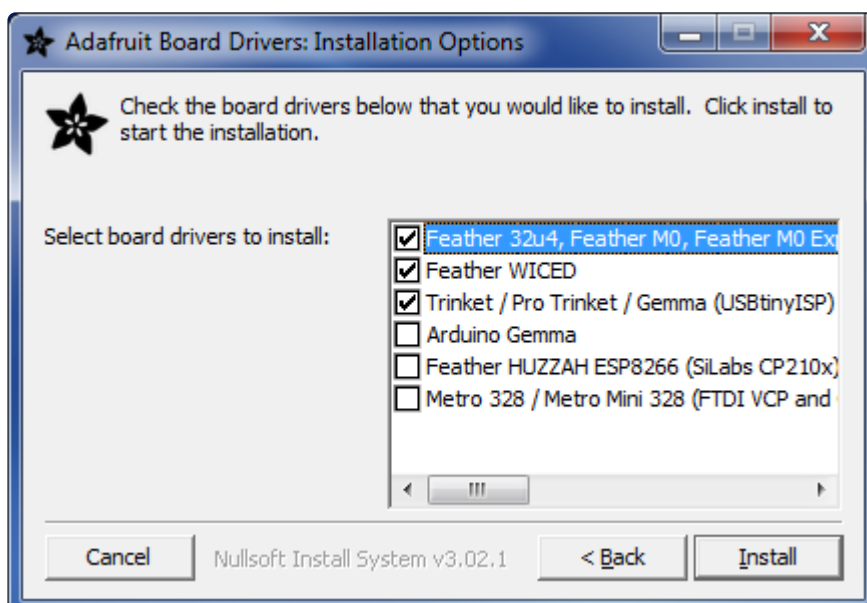 Adafruit Board Drivers: Installation Options
Check the board drivers below that you would like to install.  Click install to
start the installation.
Select board drivers to install:
Feather 32u4, Feather M0, Feather M0
Feather WICED
Trinket / Pro Trinket / Gemma (USBtinyISP)
Arduino Gemma
Feather HUZZAH ESP8266 (SiLabs CP210x)
Metro 328 / Metro Mini 328 (FTDI VCP and
Cancel
Nullsoft Install System v3.02.1
< Back
Install